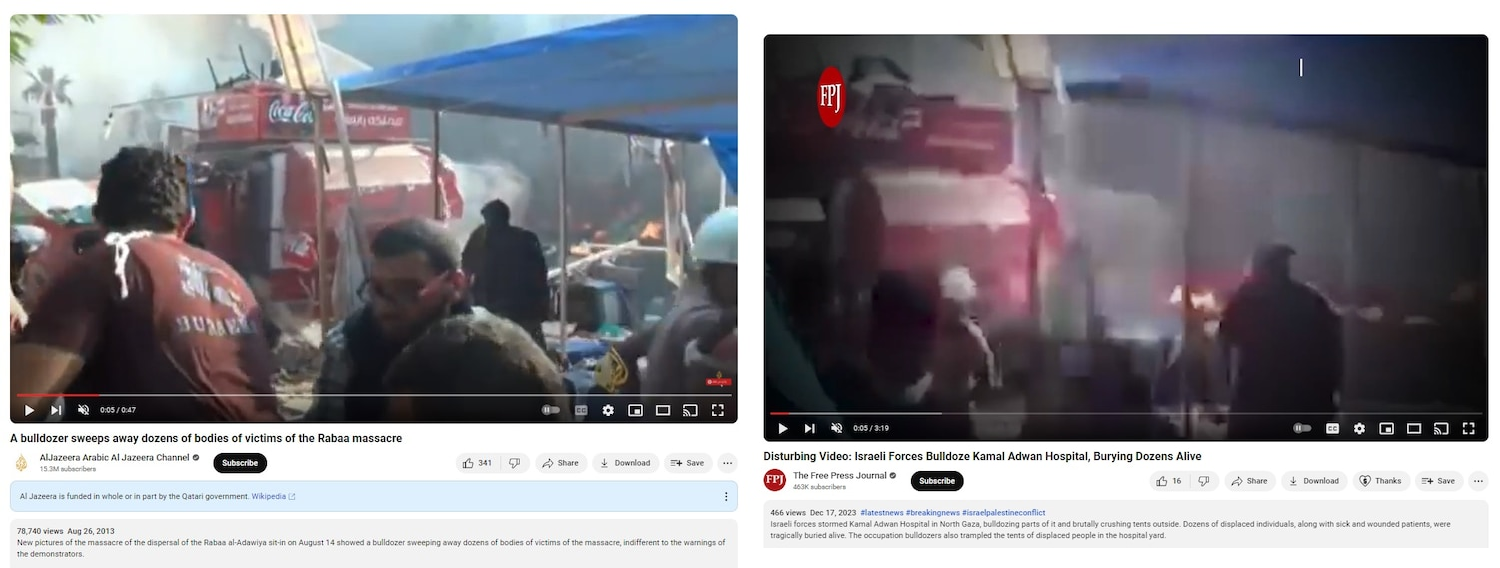 Coca-Cola
0:05 / 0:47
CC
A bulldozer sweeps away dozens of bodies of victims of the Rabaa massacre
AlJazeera Arabic Al Jazeera Channel
15.3M subscribers
Subscribe
341
Share
Download
Save
Al Jazeera is funded in whole or in part by the Qatari government. Wikipedia
78,740 views Aug 26, 2013
New pictures of the massacre of the dispersal of the Rabaa al-Adawiya sit-in on August 14 showed a bulldozer sweeping away dozens of bodies of victims of the massacre, indifferent to the warnings of
the demonstrators.
FPJ
0:05 / 3:19
CC
Disturbing Video: Israeli Forces Bulldoze Kamal Adwan Hospital, Burying Dozens Alive
FPJ
The Free Press Journal
463K subscribers
Subscribe
16
Share
Download
Thanks
Save
466 views Dec 17, 2023 #latestnews #breakingnews #israelpalestineconflict
Israeli forces stormed Kamal Adwan Hospital in North Gaza, bulldozing parts of it and brutally crushing tents outside. Dozens of displaced individuals, along with sick and wounded patients, were
tragically buried alive. The occupation bulldozers also trampled the tents of displaced people in the hospital yard.